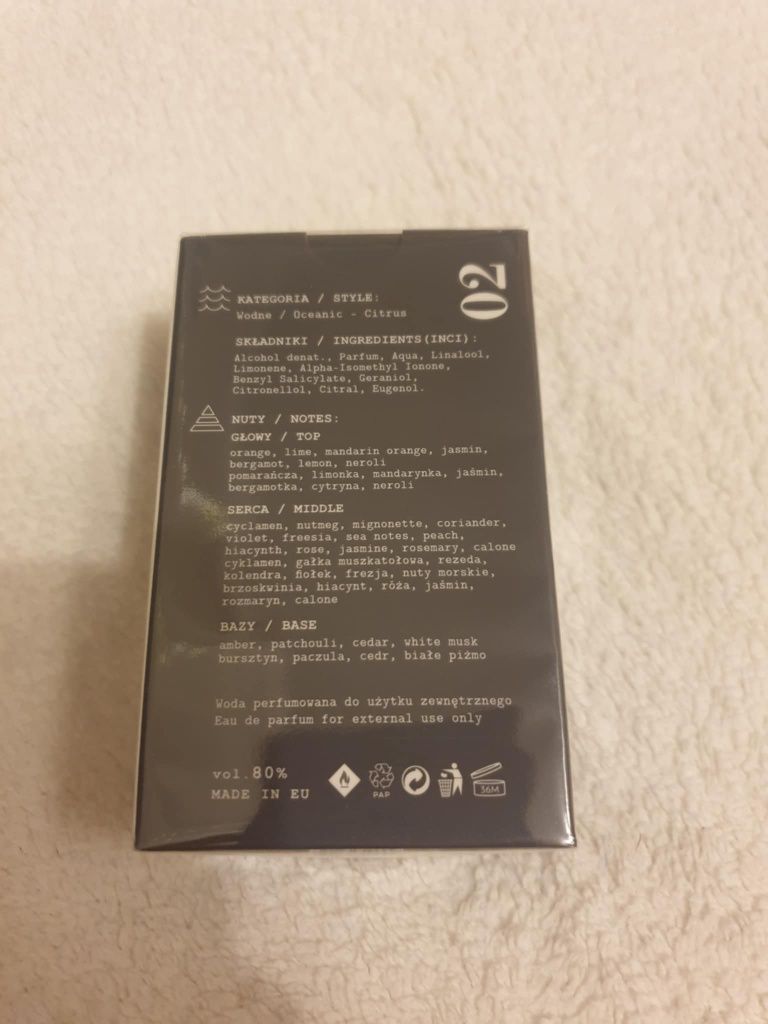 02
KATEGORIA / STYLE:
Wodne / Oceanic - Citrus
SKŁADNIKI / INGREDIENTS(INCI):
Alcohol denat., Parfum, Aqua, Linalool,
Limonene, Alpha-Isomethyl Ionone,
Benzyl Salicylate, Geraniol,
Citronellol, Citral, Eugenol.
NUTY / NOTES:
GŁOWY / TOP
orange, lime, mandarin orange, jasmin,
bergamot, lemon, neroli
pomarańcza, limonka, mandarynka, jaśmin,
bergamotka, cytryna, neroli
SERCA / MIDDLE
cyclamen, nutmeg, mignonette, coriander,
violet, freesia, sea notes, peach,
hiacynth, rose, jasmine, rosemary, calone
cyklamen, gałka muszkatołowa, rezeda,
kolendra, fiołek, frezja, nuty morskie,
brzoskwinia, hiacynt, róża, jaśmin,
rozmaryn, calone
BAZY / BASE
amber, patchouli, cedar, white musk
bursztyn, paczula, cedr, białe piżmo
Woda perfumowana do użytku zewnętrznego
Eau de parfum for external use only
vol.80%
MADE IN EU
PAP
36M